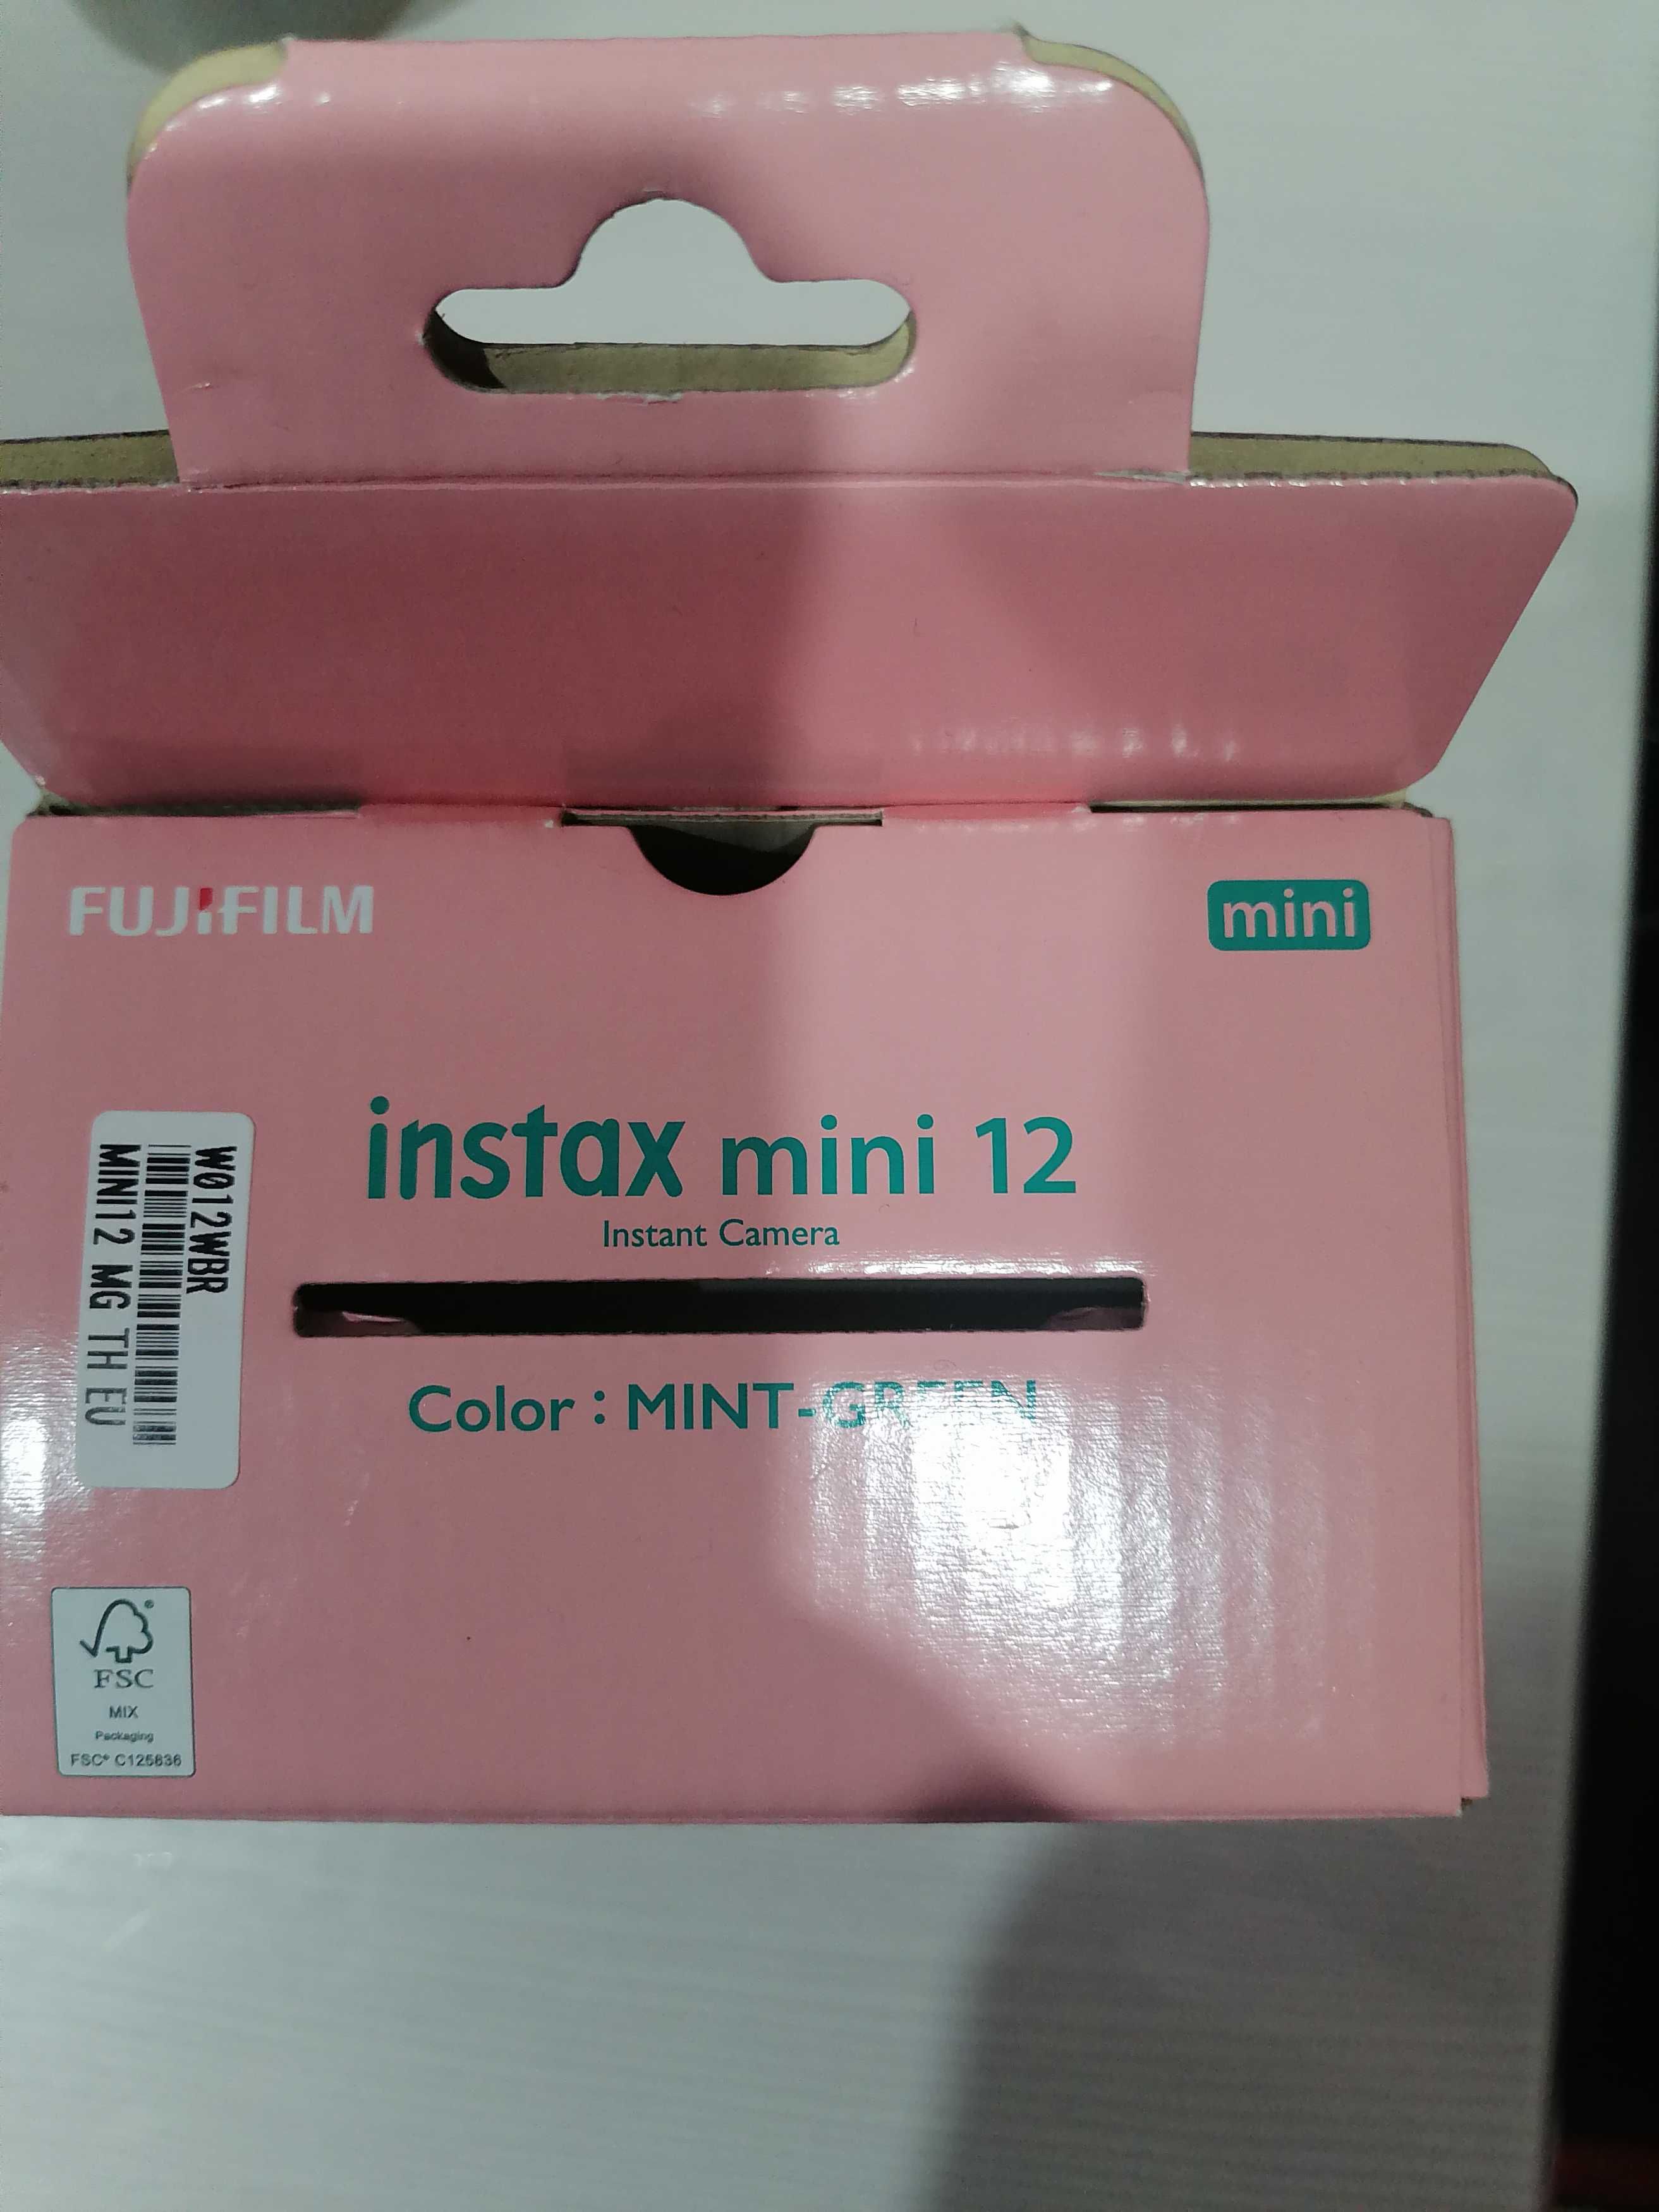 FUJIFILM
mini
instax mini 12
Instant Camera
W012WBR
MINI12 MG TH EU
Color : MINT-GREEN
FSC
MIX
Packaging
FSC® C125836